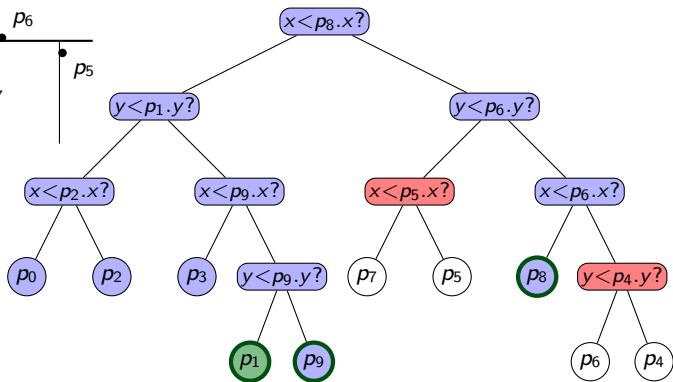 p₆
x<p₈.x?
p₅
y<p₁.y?
y<p₆.y?
x<p₂.x?
x<p₉.x?
x<p₅.x?
x<p₆.x?
p₀
p₂
p₃
y<p₉.y?
p₇
p₅
p₈
y<p₄.y?
p₁
p₉
p₆
p₄